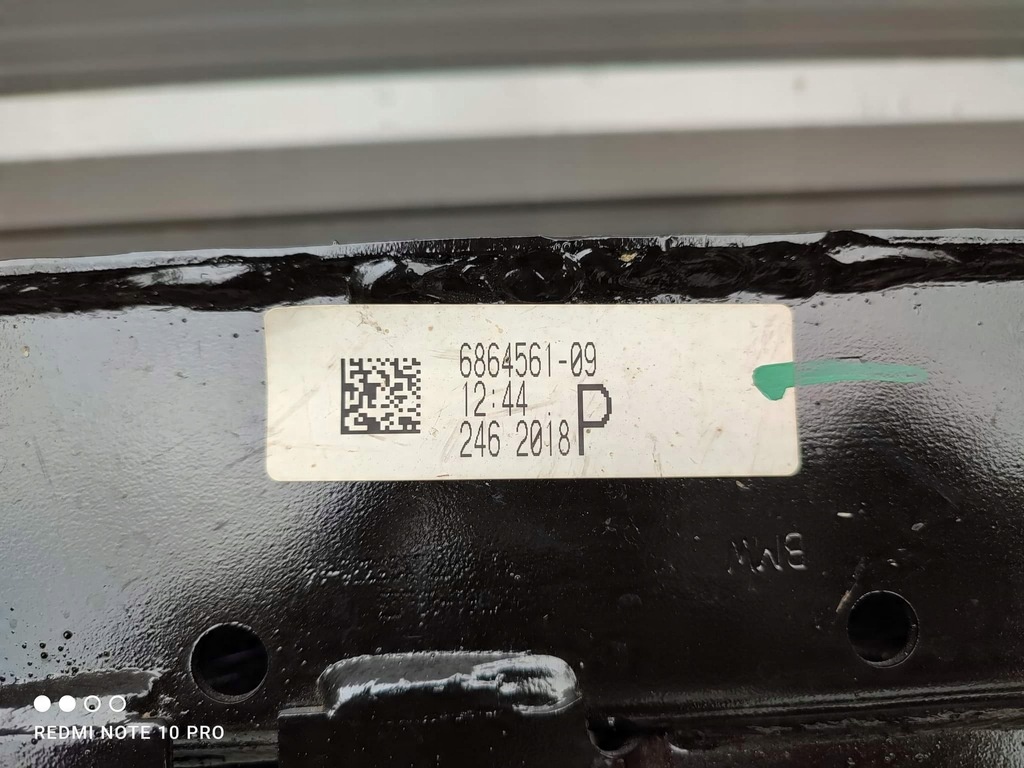 6864561-09
12:44
246 2018 P
BMW
REDMI NOTE 10 PRO